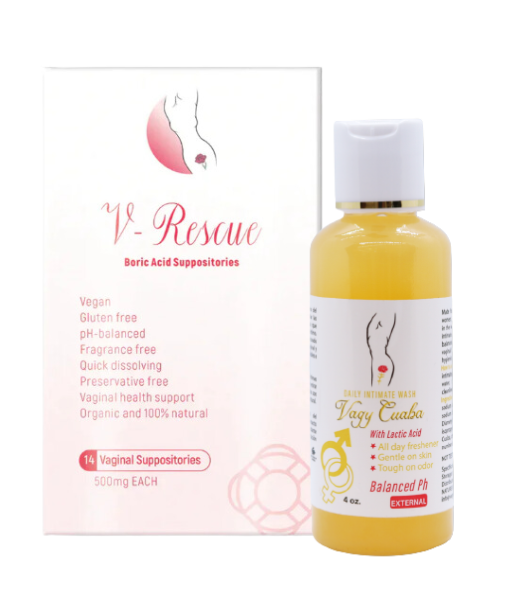 V- Rescue
Boric Acid Suppositories
Vegan
Gluten free
pH-balanced
Fragrance free
Quick dissolving
Preservative free
Vaginal health support
Organic and 100% natural
14 Vaginal Suppositories
500mg EACH
DAILY INTIMATE WASH
Vagy Cuaba
With Lactic Acid
All day freshener
Gentle on skin
Tough on odor
Balanced Ph
4 oz.
EXTERNAL